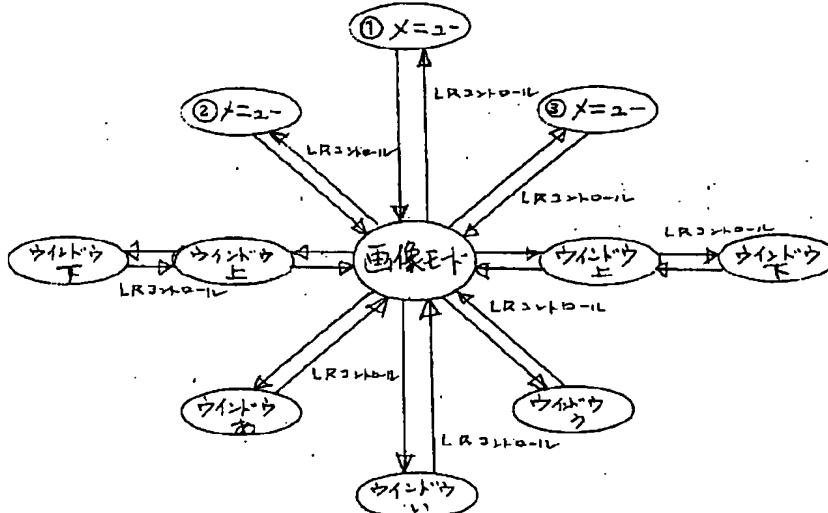 ① メニュー
LRコントロール
② メニュー
③ メニュー
LRコントロール
LRコントロール
LRコントロール
ウインドウ
下
ウインドウ
上
画像モード
ウインドウ
上
ウインドウ
下
LRコントロール
LRコントロール
LRコントロール
ウインドウ
あ
ウインドウ
う
LRコントロール
ウインドウ
い